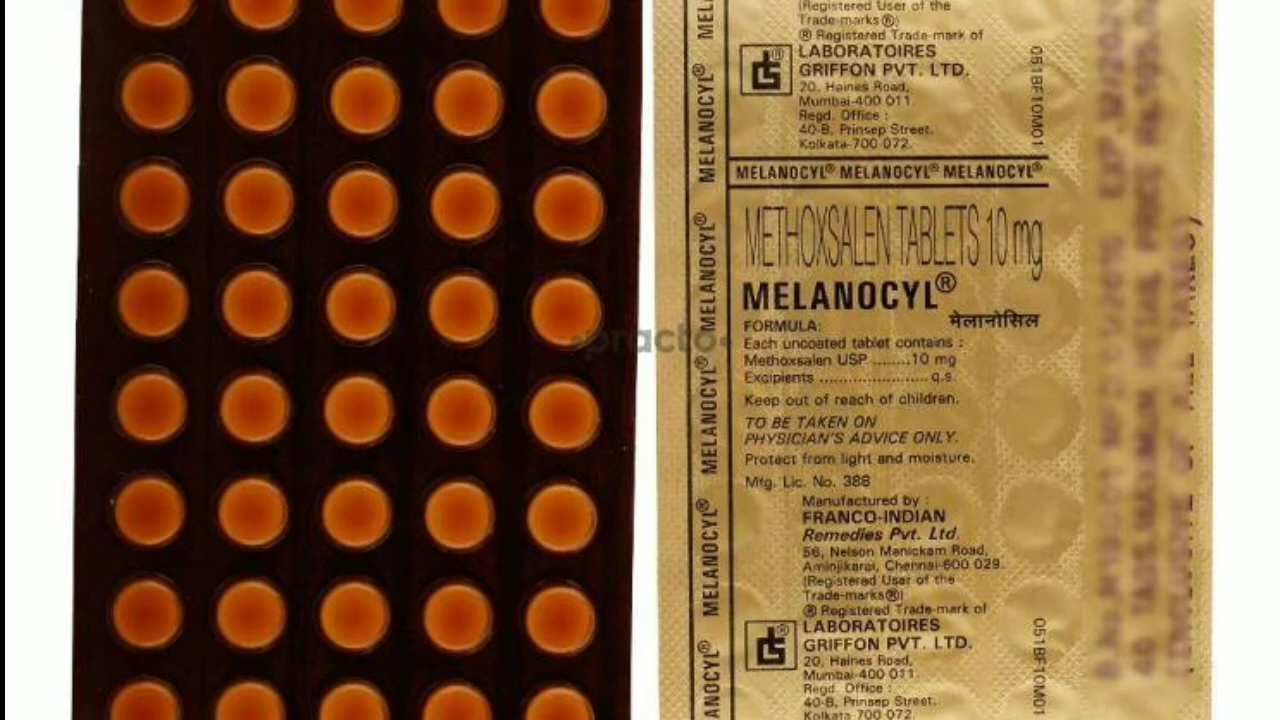 (Registered User of the
Trade-marks®)
® Registered Trade-mark of
LABORATOIRES
GRIFFON PVT. LTD.
20, Haines Road,
Mumbai-400 011.
Regd. Office :
40-B, Prinsep Street,
Kolkata-700 072.
0518F10M01
MELANOCYL® MELANOCYL® MELANOCYL®
METHOXSALEN TABLETS 10 mg
MELANOCYL®
मेलानोसिल
FORMULA:
Each uncoated tablet contains :
Methoxsalen USP ........10 mg
Excipients ...................... q.s.
Keep out of reach of children.
TO BE TAKEN ON
PHYSICIAN'S ADVICE ONLY.
Protect from light and moisture.
Mfg. Lic. No. 388
Manufactured by :
FRANCO-INDIAN
Remedies Pvt. Ltd.
56, Nelson Manickam Road,
Aminjikarai, Chennai-600 029.
(Registered User of the
Trade-marks®)
® Registered Trade-mark of
LABORATOIRES
GRIFFON PVT. LTD.
20, Haines Road,
Mumbai-400 011.
Regd. Office :
40-B, Prinsep Street,
Kolkata-700 072.
0518F10M01
MELANOCYL®
MELANOCYL®
MELANOCYL®
MELANOCYL®
practo